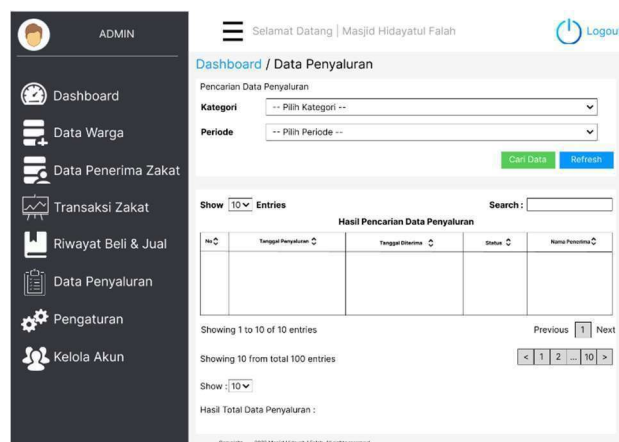 ADMIN
Selamat Datang | Masjid Hidayatul Falah
Logou
Dashboard
Data Warga
Data Penerima Zakat
Transaksi Zakat
Riwayat Beli & Jual
Data Penyaluran
Pengaturan
Kelola Akun
Dashboard / Data Penyaluran
Pencarian Data Penyaluran
Kategori -- Pilih Kategori --
Periode -- Pilih Periode --
Cari Data Refresh
Show 10 Entries Search :
Hasil Pencarian Data Penyaluran
No Tanggal Penyaluran Tanggal Diterima Status Nama Penerima
Showing 1 to 10 of 10 entries Previous 1 Next
Showing 10 from total 100 entries < 1 2 ... 10 >
Show : 10
Hasil Total Data Penyaluran :